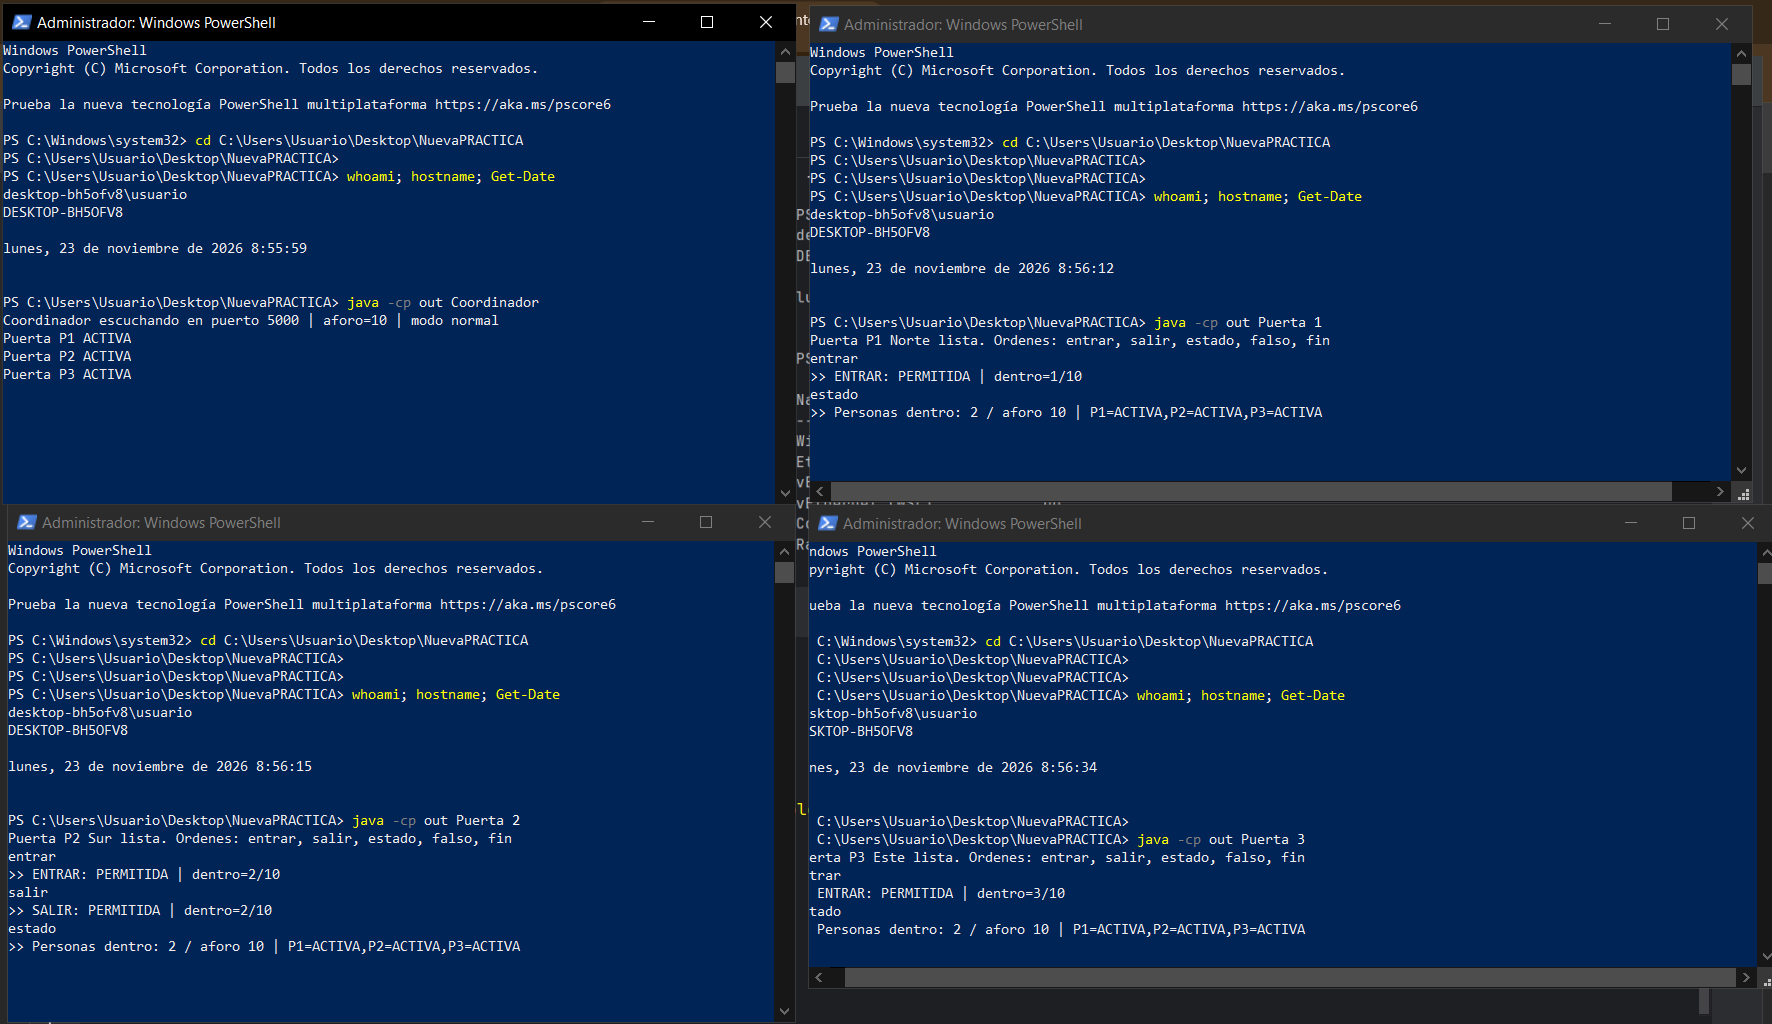 Administrador: Windows PowerShell
Windows PowerShell
Copyright (C) Microsoft Corporation. Todos los derechos reservados.
Prueba la nueva tecnología PowerShell multiplataforma https://aka.ms/pscore6
PS C:\Windows\system32> cd C:\Users\Usuario\Desktop\NuevaPRACTICA
PS C:\Users\Usuario\Desktop\NuevaPRACTICA>
PS C:\Users\Usuario\Desktop\NuevaPRACTICA> whoami; hostname; Get-Date
desktop-bh5ofv8\usuario
DESKTOP-BH5OFV8
lunes, 23 de noviembre de 2026 8:55:59
PS C:\Users\Usuario\Desktop\NuevaPRACTICA> java -cp out Coordinador
Coordinador escuchando en puerto 5000 | aforo=10 | modo normal
Puerta P1 ACTIVA
Puerta P2 ACTIVA
Puerta P3 ACTIVA
Administrador: Windows PowerShell
Windows PowerShell
Copyright (C) Microsoft Corporation. Todos los derechos reservados.
Prueba la nueva tecnología PowerShell multiplataforma https://aka.ms/pscore6
PS C:\Windows\system32> cd C:\Users\Usuario\Desktop\NuevaPRACTICA
PS C:\Users\Usuario\Desktop\NuevaPRACTICA>
PS C:\Users\Usuario\Desktop\NuevaPRACTICA>
PS C:\Users\Usuario\Desktop\NuevaPRACTICA> whoami; hostname; Get-Date
desktop-bh5ofv8\usuario
DESKTOP-BH5OFV8
lunes, 23 de noviembre de 2026 8:56:12
PS C:\Users\Usuario\Desktop\NuevaPRACTICA> java -cp out Puerta 1
Puerta P1 Norte lista. Ordenes: entrar, salir, estado, falso, fin
entrar
>> ENTRAR: PERMITIDA | dentro=1/10
estado
>> Personas dentro: 2 / aforo 10 | P1=ACTIVA,P2=ACTIVA,P3=ACTIVA
Administrador: Windows PowerShell
Windows PowerShell
Copyright (C) Microsoft Corporation. Todos los derechos reservados.
Prueba la nueva tecnología PowerShell multiplataforma https://aka.ms/pscore6
PS C:\Windows\system32> cd C:\Users\Usuario\Desktop\NuevaPRACTICA
PS C:\Users\Usuario\Desktop\NuevaPRACTICA>
PS C:\Users\Usuario\Desktop\NuevaPRACTICA>
PS C:\Users\Usuario\Desktop\NuevaPRACTICA> whoami; hostname; Get-Date
desktop-bh5ofv8\usuario
DESKTOP-BH5OFV8
lunes, 23 de noviembre de 2026 8:56:15
PS C:\Users\Usuario\Desktop\NuevaPRACTICA> java -cp out Puerta 2
Puerta P2 Sur lista. Ordenes: entrar, salir, estado, falso, fin
entrar
>> ENTRAR: PERMITIDA | dentro=2/10
salir
>> SALIR: PERMITIDA | dentro=2/10
estado
>> Personas dentro: 2 / aforo 10 | P1=ACTIVA,P2=ACTIVA,P3=ACTIVA
Administrador: Windows PowerShell
ndows PowerShell
pyright (C) Microsoft Corporation. Todos los derechos reservados.
ueba la nueva tecnología PowerShell multiplataforma https://aka.ms/pscore6
C:\Windows\system32> cd C:\Users\Usuario\Desktop\NuevaPRACTICA
C:\Users\Usuario\Desktop\NuevaPRACTICA>
C:\Users\Usuario\Desktop\NuevaPRACTICA>
C:\Users\Usuario\Desktop\NuevaPRACTICA> whoami; hostname; Get-Date
sktop-bh5ofv8\usuario
SKTOP-BH5OFV8
nes, 23 de noviembre de 2026 8:56:34
C:\Users\Usuario\Desktop\NuevaPRACTICA>
C:\Users\Usuario\Desktop\NuevaPRACTICA> java -cp out Puerta 3
erta P3 Este lista. Ordenes: entrar, salir, estado, falso, fin
trar
ENTRAR: PERMITIDA | dentro=3/10
tado
Personas dentro: 2 / aforo 10 | P1=ACTIVA,P2=ACTIVA,P3=ACTIVA